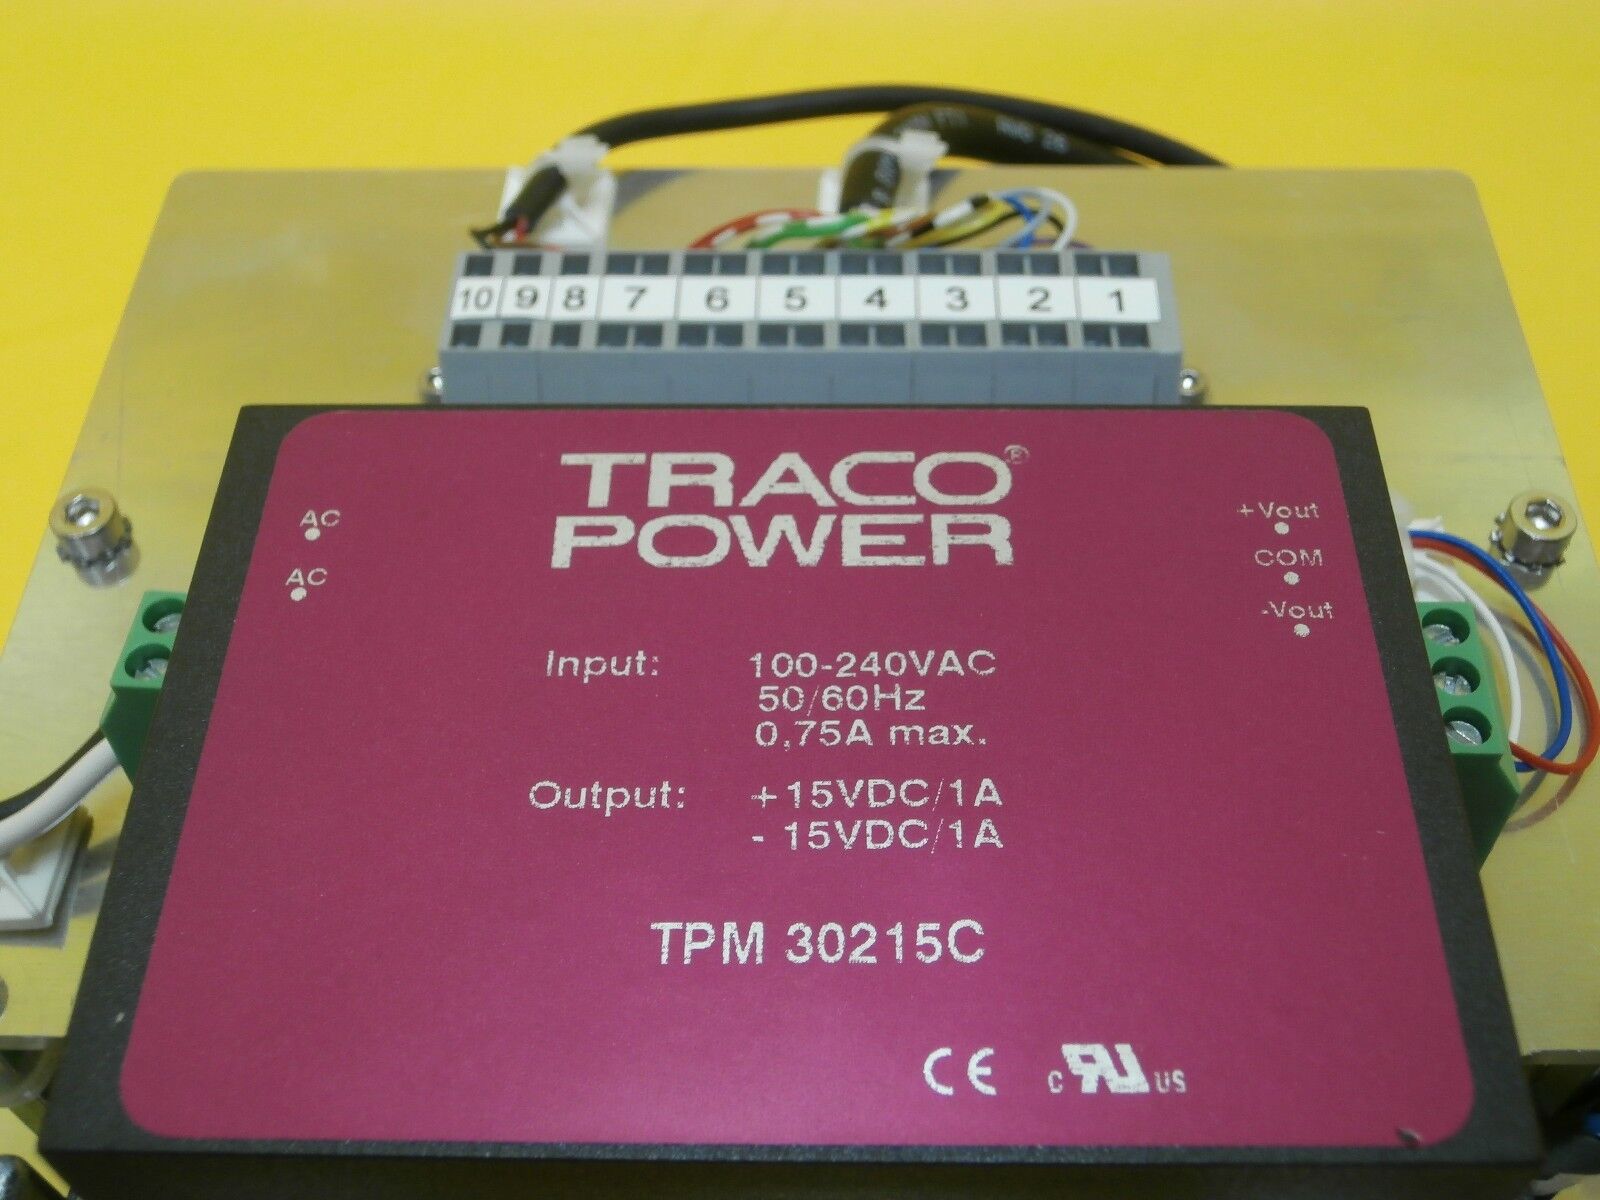 10 9 8 7 6 5 4 3 2 1
TRACO®
POWER
AC
AC
+Vout
COM
-Vout
Input: 100-240VAC
50/60Hz
0,75A max.
Output: +15VDC/1A
- 15VDC/1A
TPM 30215C
CE
C RU US